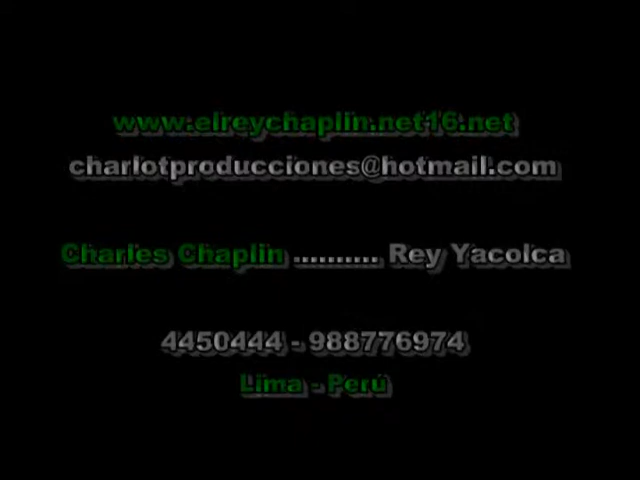 www.elreychaplin.net16.net
charlotproducciones@hotmail.com
Charles Chaplin .......... Rey Yacolca
4450444 - 988776974
Lima - Perú